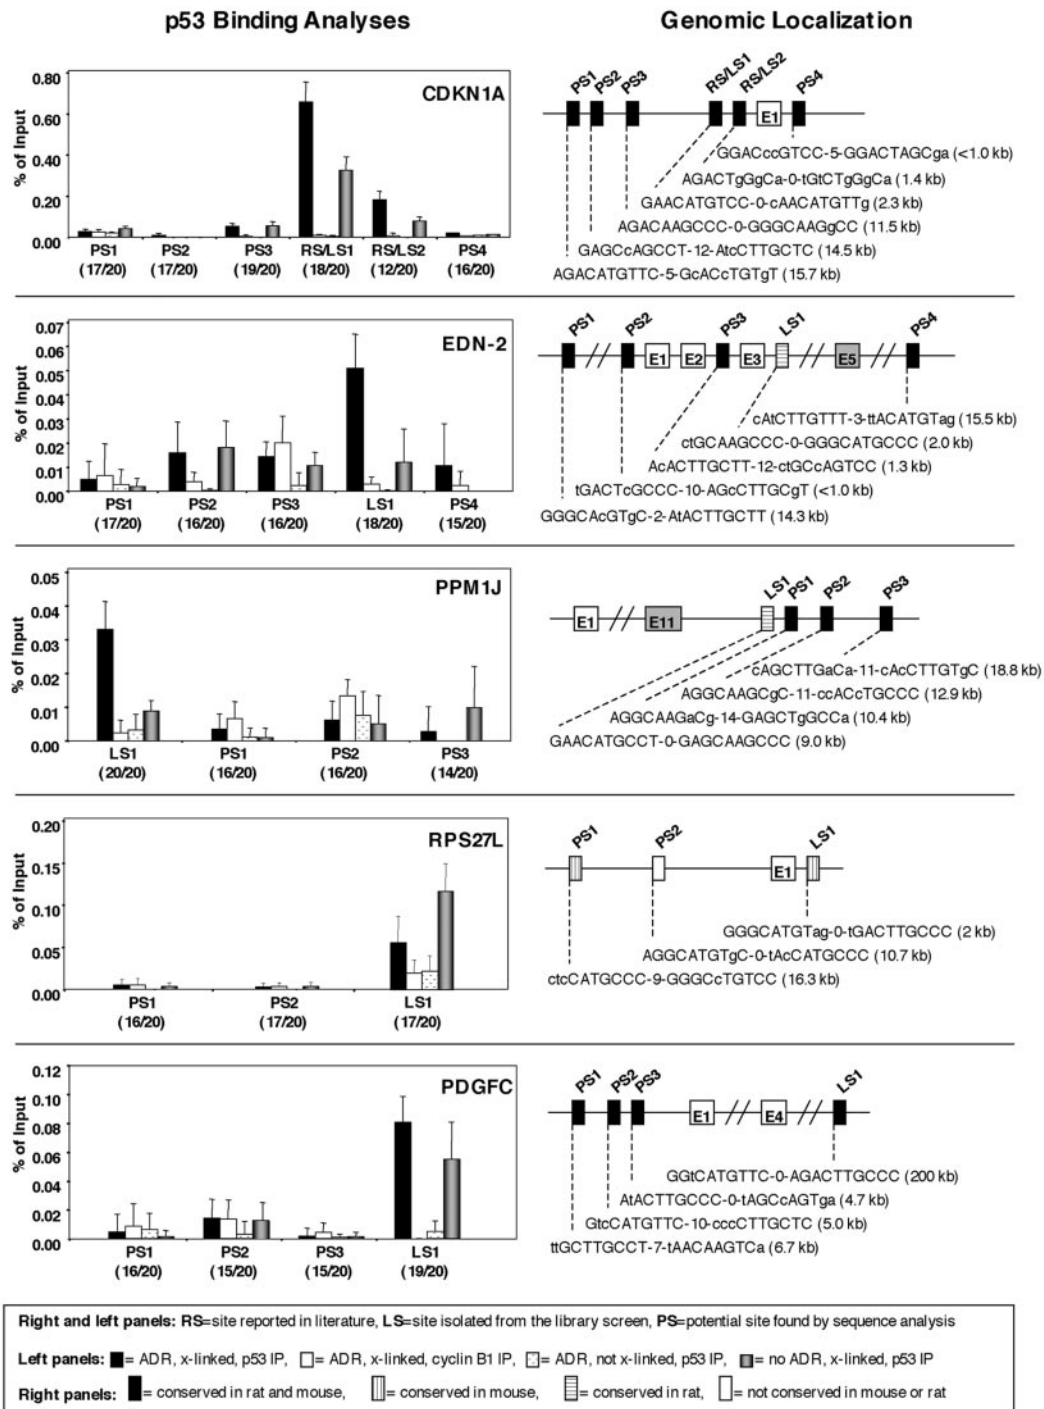 p53 Binding Analyses
Genomic Localization
CDKN1A
% of Input
0.80
0.60
0.40
0.20
0.00
PS1 PS2 PS3 RS/LS1 RS/LS2 PS4
(17/20) (17/20) (19/20) (18/20) (12/20) (16/20)
PS1 PS2 PS3 RS/LS1 RS/LS2 PS4
E1
GGACccGTCC-5-GGACTAGCga (<1.0 kb)
AGACTgGgCa-0-tGtCTgGgCa (1.4 kb)
GAACATGTCC-0-cAACATGTTg (2.3 kb)
AGACAAGCCC-0-GGGCAAGgCC (11.5 kb)
GAGCcAGCCT-12-AtcCTTGCTC (14.5 kb)
AGACATGTTC-5-GcACcTGTgT (15.7 kb)
EDN-2
% of Input
0.07
0.06
0.05
0.04
0.03
0.02
0.01
0.00
PS1 PS2 PS3 LS1 PS4
(17/20) (16/20) (16/20) (18/20) (15/20)
PS1 PS2 PS3 LS1 PS4
E1 E2 E3 E5
cAtCTTGTTT-3-ttACATGTag (15.5 kb)
ctGCAAGCCC-0-GGGCATGCCC (2.0 kb)
AcACTTGCTT-12-ctGCcAGTCC (1.3 kb)
tGACTcGCCC-10-AGcCTTGCgT (<1.0 kb)
GGGCAcGTgC-2-AtACTTGCTT (14.3 kb)
PPM1J
% of Input
0.05
0.04
0.03
0.02
0.01
0.00
LS1 PS1 PS2 PS3
(20/20) (16/20) (16/20) (14/20)
LS1 PS1 PS2 PS3
E1 E11
cAGCTTGaCa-11-cAcCTTGTgC (18.8 kb)
AGGCAAGCgC-11-ccACcTGCCC (12.9 kb)
AGGCAAGaCg-14-GAGCTgGCCa (10.4 kb)
GAACATGCCT-0-GAGCAAGCCC (9.0 kb)
RPS27L
% of Input
0.20
0.15
0.10
0.05
0.00
PS1 PS2 LS1
(16/20) (17/20) (17/20)
PS1 PS2 LS1
E1
GGGCATGTag-0-tGACTTGCCC (2 kb)
AGGCATGTgC-0-tAcCATGCCC (10.7 kb)
ctcCATGCCC-9-GGGCcTGTCC (16.3 kb)
PDGFC
% of Input
0.12
0.10
0.08
0.06
0.04
0.02
0.00
PS1 PS2 PS3 LS1
(16/20) (15/20) (15/20) (19/20)
PS1 PS2 PS3 LS1
E1 E4
GGtCATGTTC-0-AGACTTGCCC (200 kb)
AtACTTGCCC-0-tAGCcAGTga (4.7 kb)
GtcCATGTTC-10-cccCTTGCTC (5.0 kb)
ttGCTTGCCT-7-tAACAAGTCa (6.7 kb)
Right and left panels: RS=site reported in literature, LS=site isolated from the library screen, PS=potential site found by sequence analysis
Left panels: = ADR, x-linked, p53 IP, = ADR, x-linked, cyclin B1 IP, = ADR, not x-linked, p53 IP, = no ADR, x-linked, p53 IP
Right panels: = conserved in rat and mouse, = conserved in mouse, = conserved in rat, = not conserved in mouse or rat